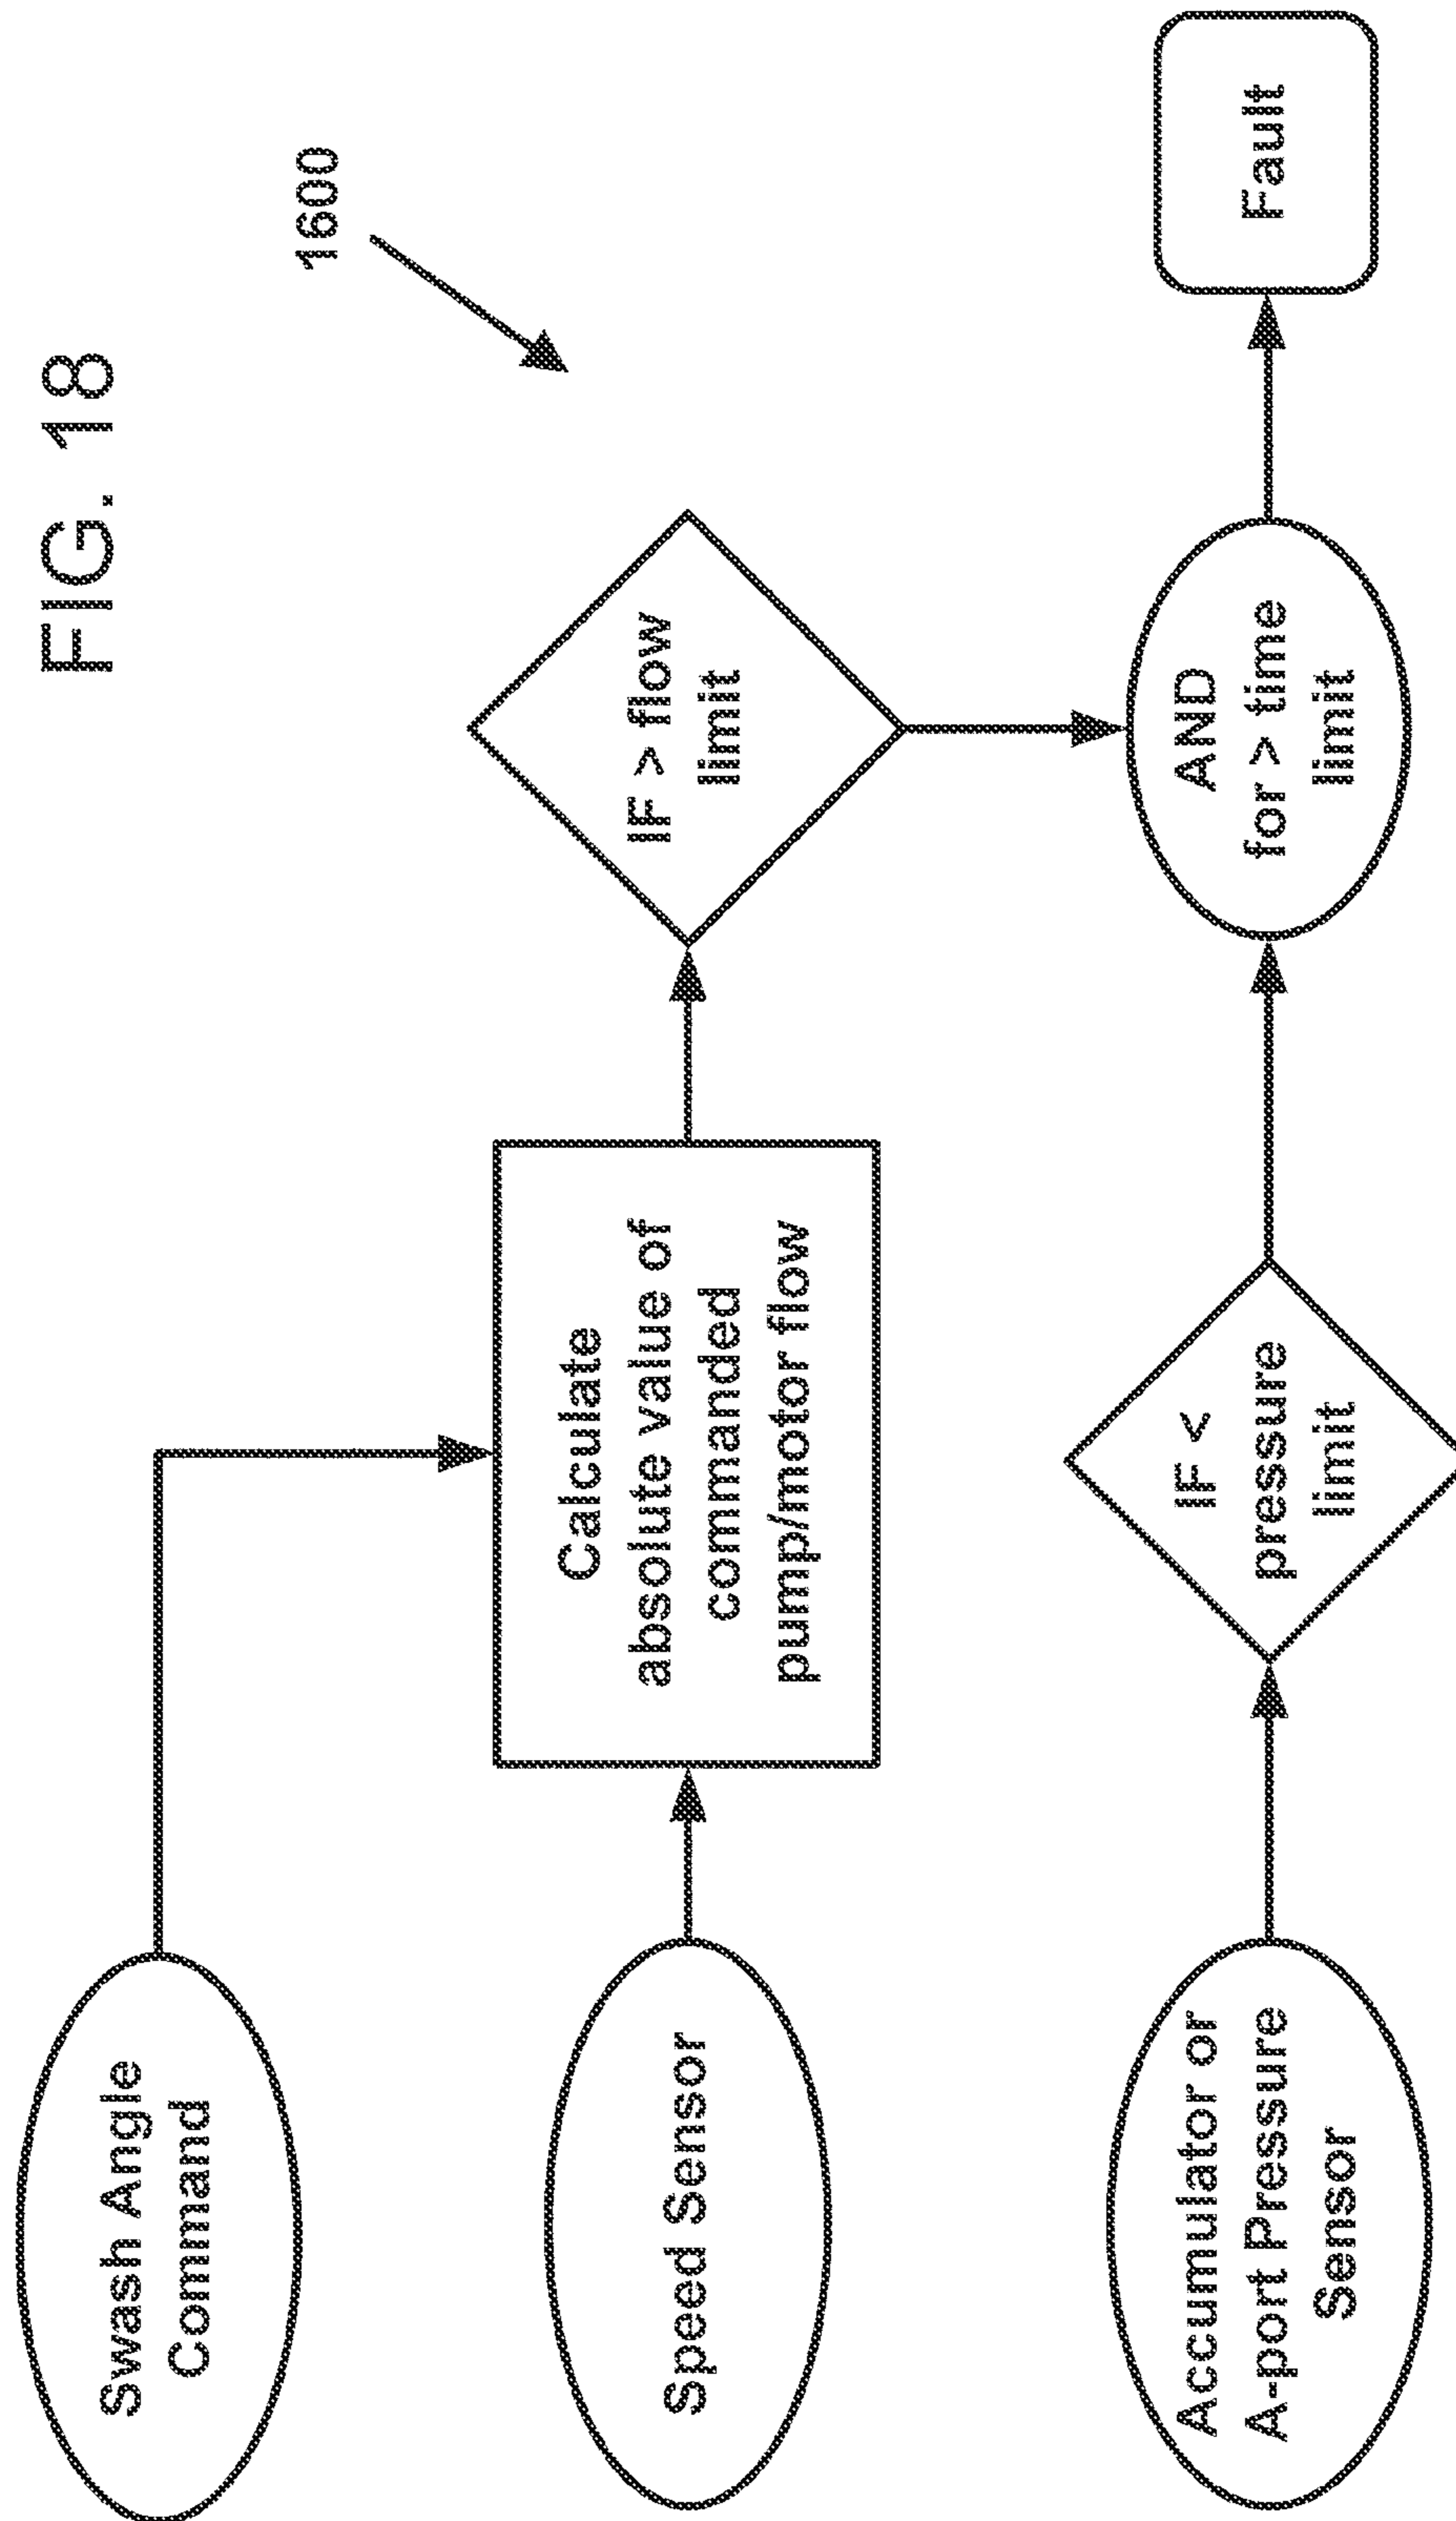 FIG. 18
1600
Swash Angle
Command
Speed Sensor
Calculate
absolute value of
commanded
pump/motor flow
IF > flow
limit
Accumulator or
A-port Pressure
Sensor
IF <
pressure
limit
AND
for > time
limit
Fault